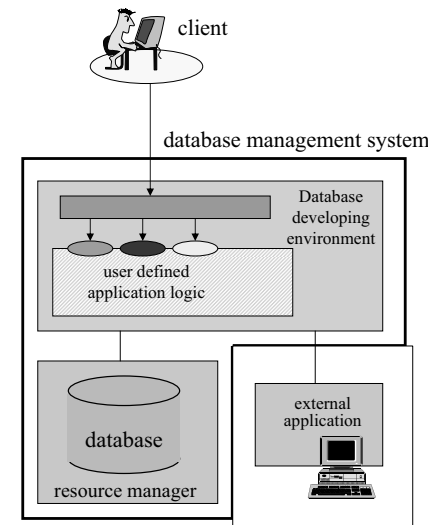 client
database management system
Database
developing
environment
user defined
application logic
database
resource manager
external
application